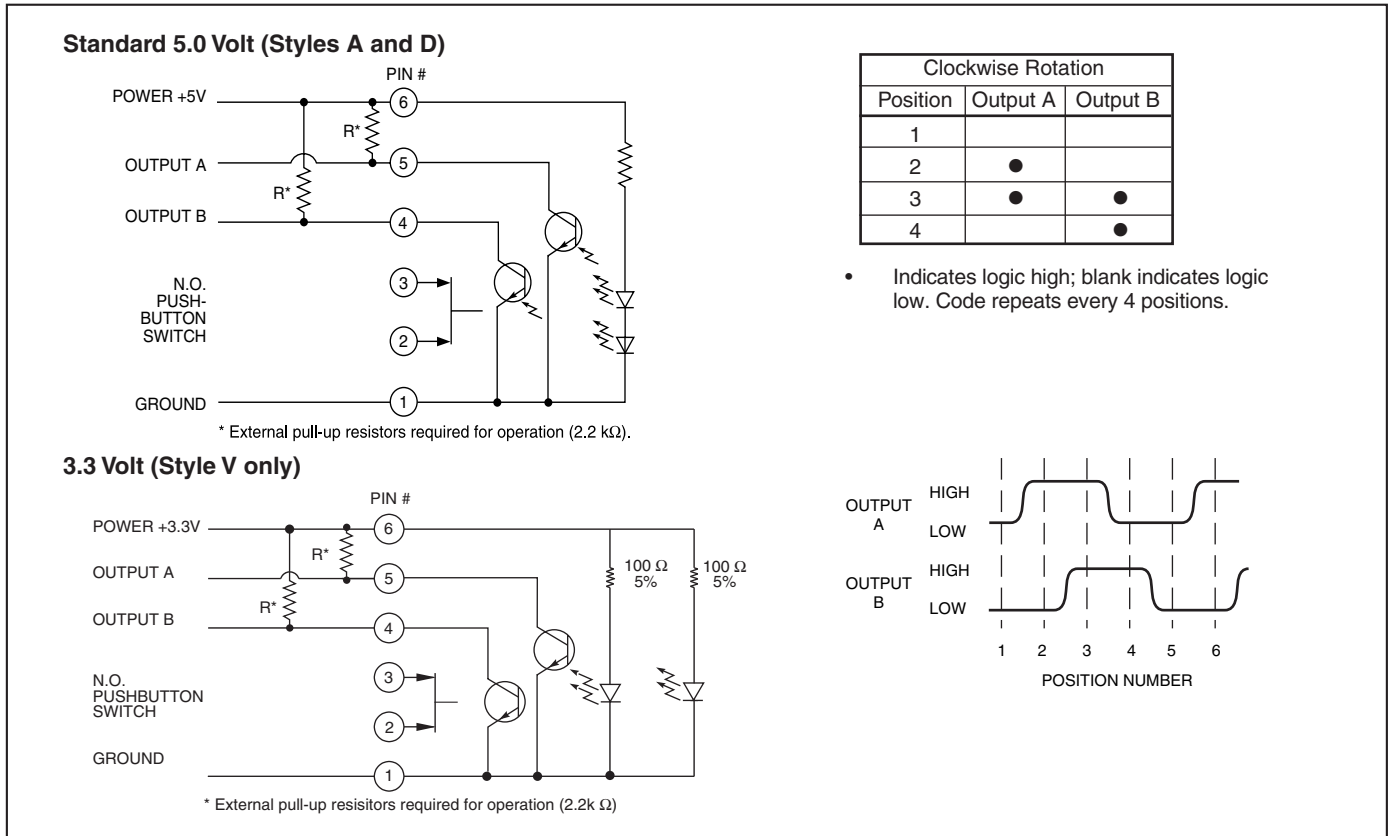 Standard 5.0 Volt (Styles A and D)
PIN #
POWER +5V
6
R*
OUTPUT A
5
R*
OUTPUT B
4
N.O.
PUSH-
BUTTON
SWITCH
3
2
GROUND
1
* External pull-up resistors required for operation (2.2 kΩ).
3.3 Volt (Style V only)
PIN #
POWER +3.3V
6
R*
100 Ω
5%
100 Ω
5%
OUTPUT A
5
R*
OUTPUT B
4
N.O.
PUSHBUTTON
SWITCH
3
2
GROUND
1
* External pull-up resisitors required for operation (2.2k Ω)
Clockwise Rotation
Position Output A Output B
1
2 ●
3 ● ●
4 ●
• Indicates logic high; blank indicates logic
low. Code repeats every 4 positions.
OUTPUT
A
HIGH
LOW
OUTPUT
B
HIGH
LOW
1 2 3 4 5 6
POSITION NUMBER